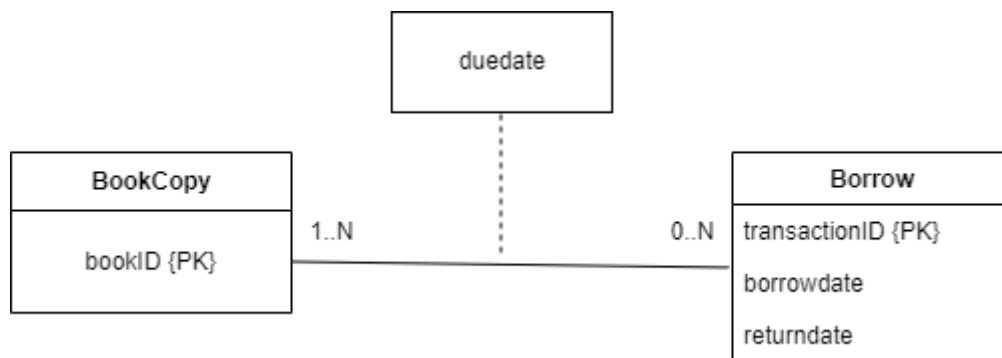 duedate
BookCopy
bookID {PK}
1..N
0..N
Borrow
transactionID {PK}
borrowdate
returndate